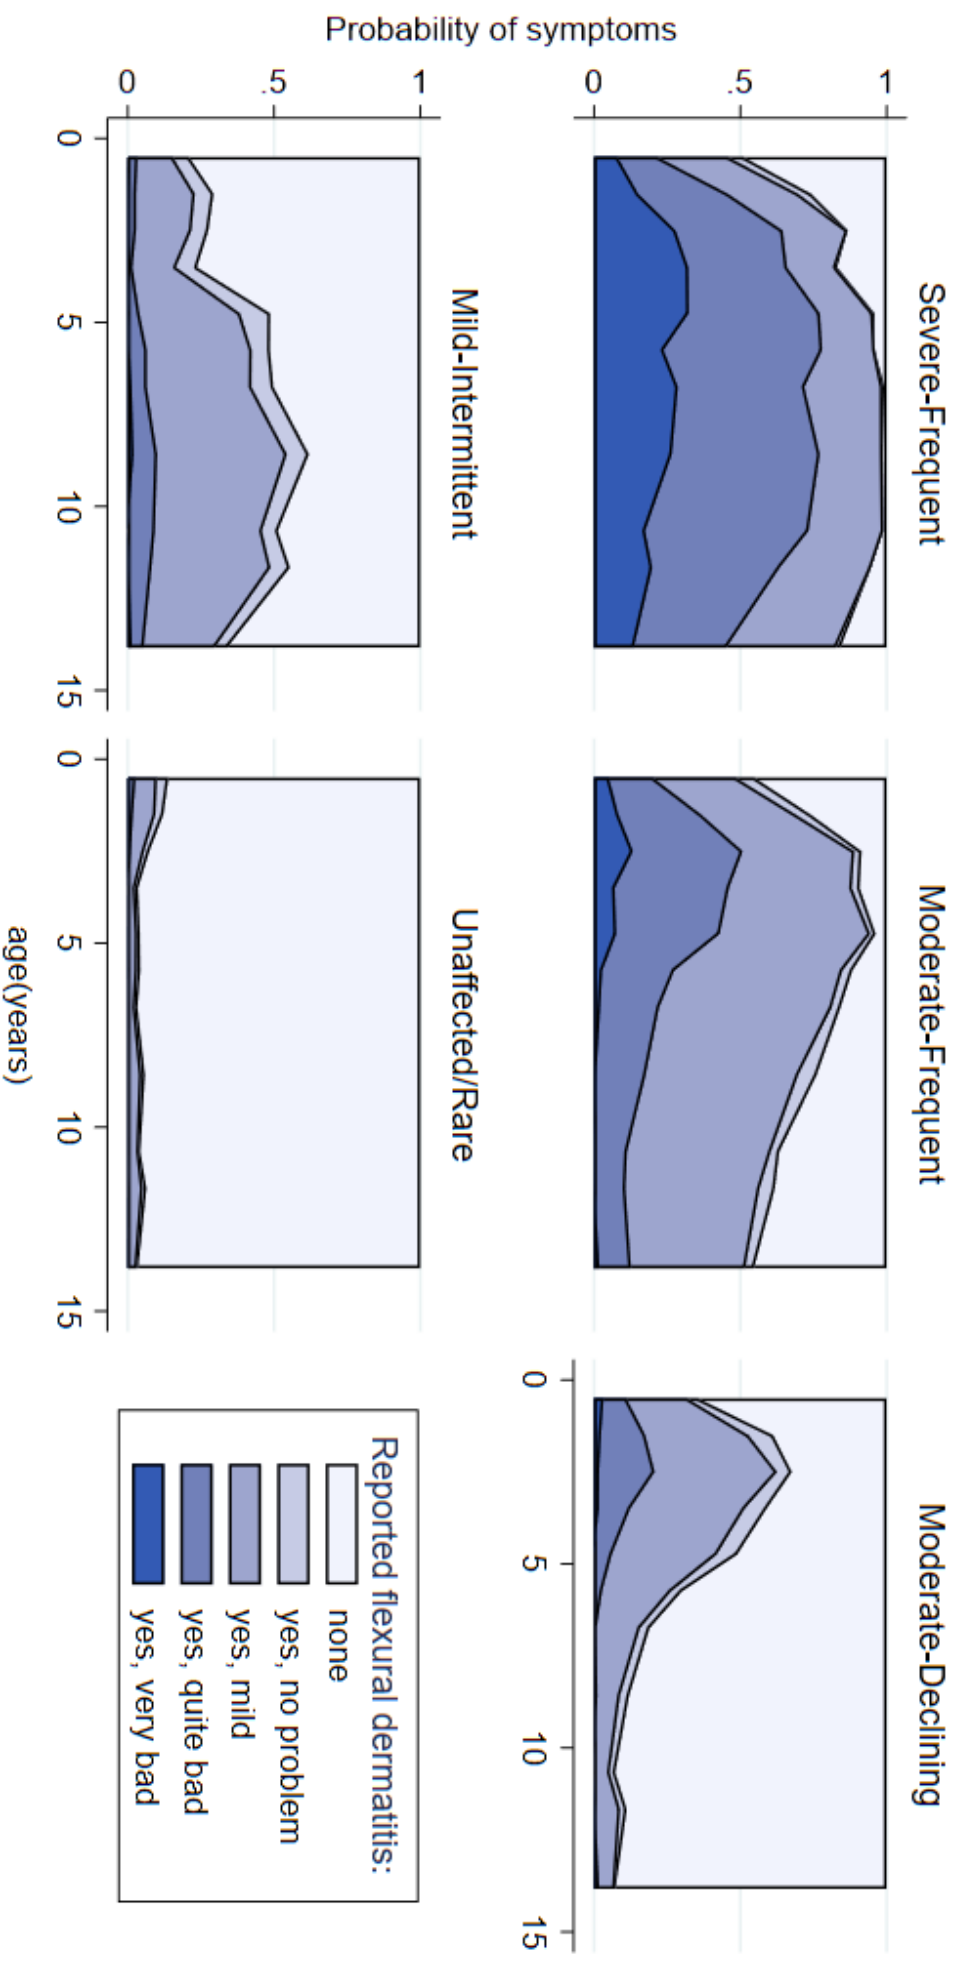 Severe-Frequent
Moderate-Frequent
Moderate-Declining
Probability of symptoms
1
.5
0
0
5
10
15
Mild-Intermittent
Unaffected/Rare
1
.5
0
0
5
10
15
0
5
10
15
age(years)
Reported flexural dermatitis:
none
yes, no problem
yes, mild
yes, quite bad
yes, very bad